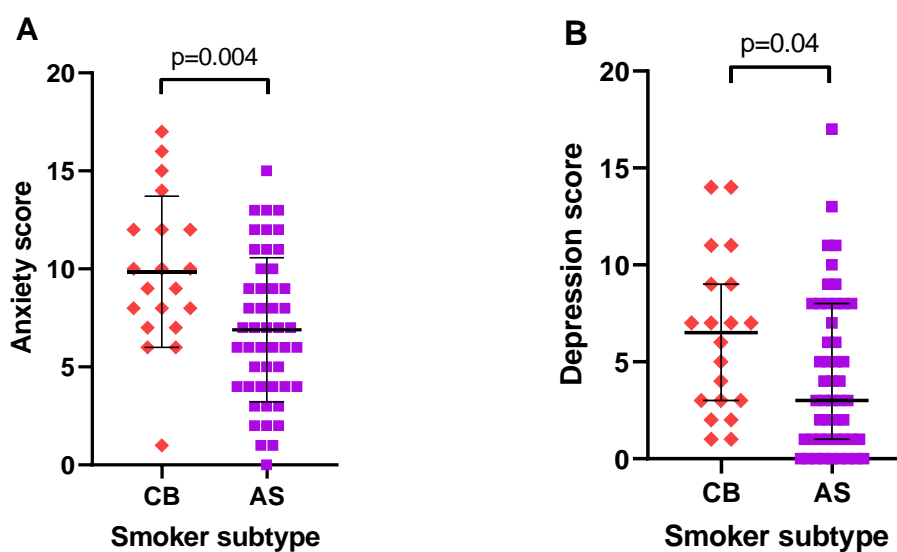 A
p=0.004
Anxiety score
20
15
10
5
0
CB
AS
Smoker subtype
B
p=0.04
Depression score
20
15
10
5
0
CB
AS
Smoker subtype